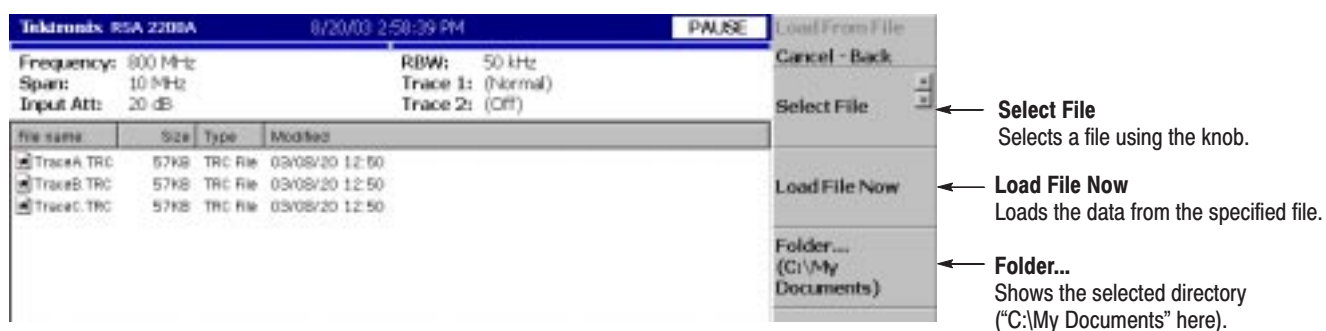 Tektronix RSA 2208A 8/20/03 2:58:39 PM PAUSE
Frequency: 800 MHz
Span: 10 MHz
Input Att: 20 dB
RBW: 50 kHz
Trace 1: (Normal)
Trace 2: (Off)
File name Size Type Modified
TraceA.TRC 57KB TRC File 03/08/20 12:50
TraceB.TRC 57KB TRC File 03/08/20 12:50
TraceC.TRC 57KB TRC File 03/08/20 12:50
Load From File
Cancel - Back
Select File
Load File Now
Folder...
(C:\My
Documents)
Select File
Selects a file using the knob.
Load File Now
Loads the data from the specified file.
Folder...
Shows the selected directory
(“C:\My Documents” here).